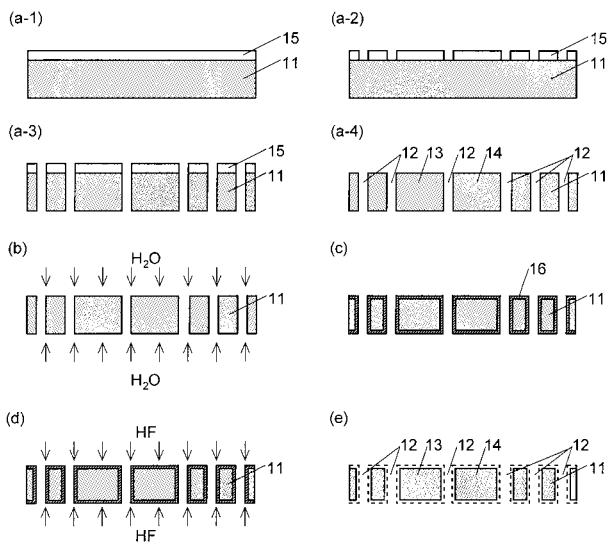 (a-1)
15
11
(a-2)
15
11
(a-3)
15
11
(a-4)
12 13 12 14 12
11
(b)
H2O
11
H2O
(c)
16
11
(d)
HF
11
HF
(e)
12 13 12 14 12
11